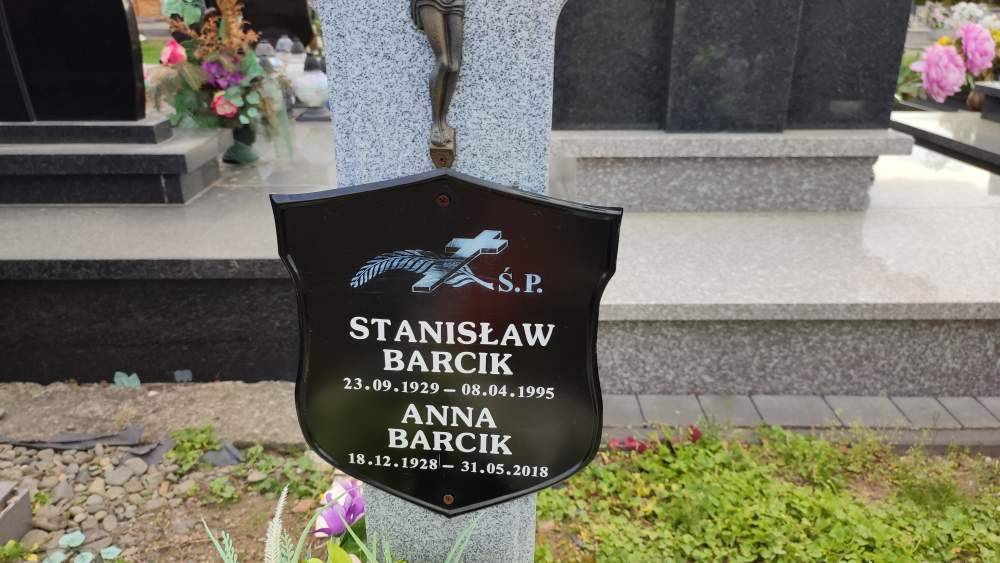 Ś.P.
STANISŁAW
BARCIK
23.09.1929 – 08.04.1995
ANNA
BARCIK
18.12.1928 – 31.05.2018